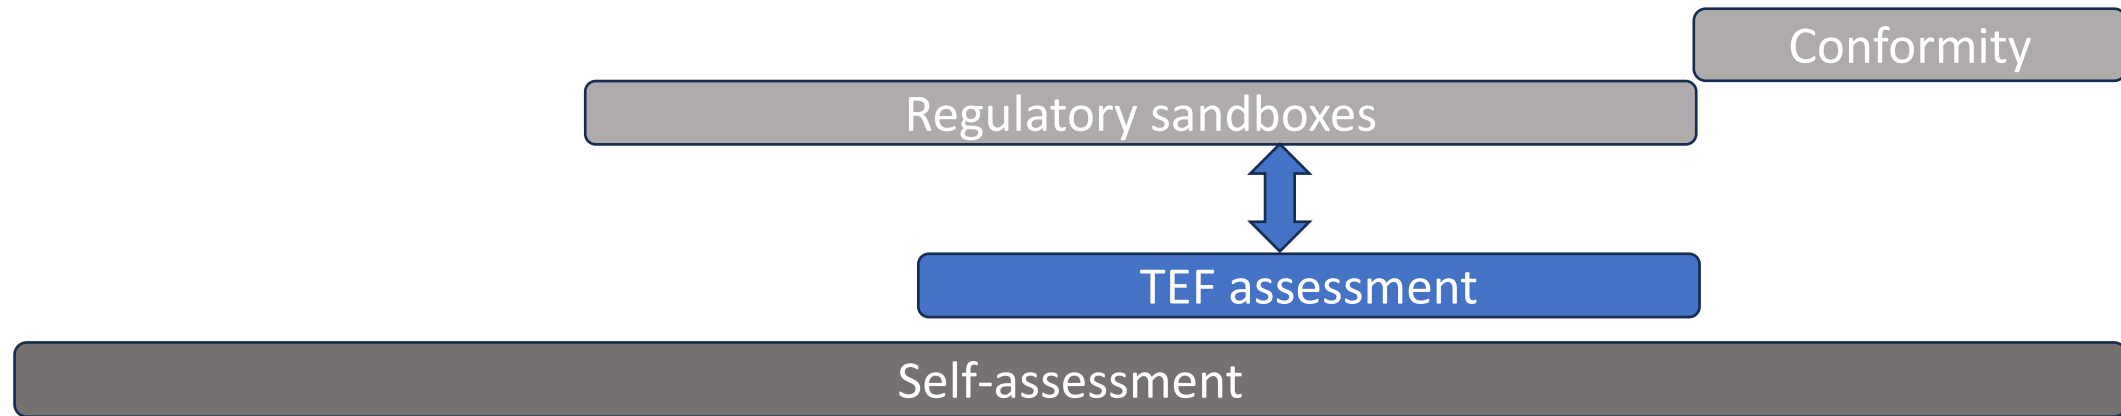 Conformity
Regulatory sandboxes
TEF assessment
Self-assessment